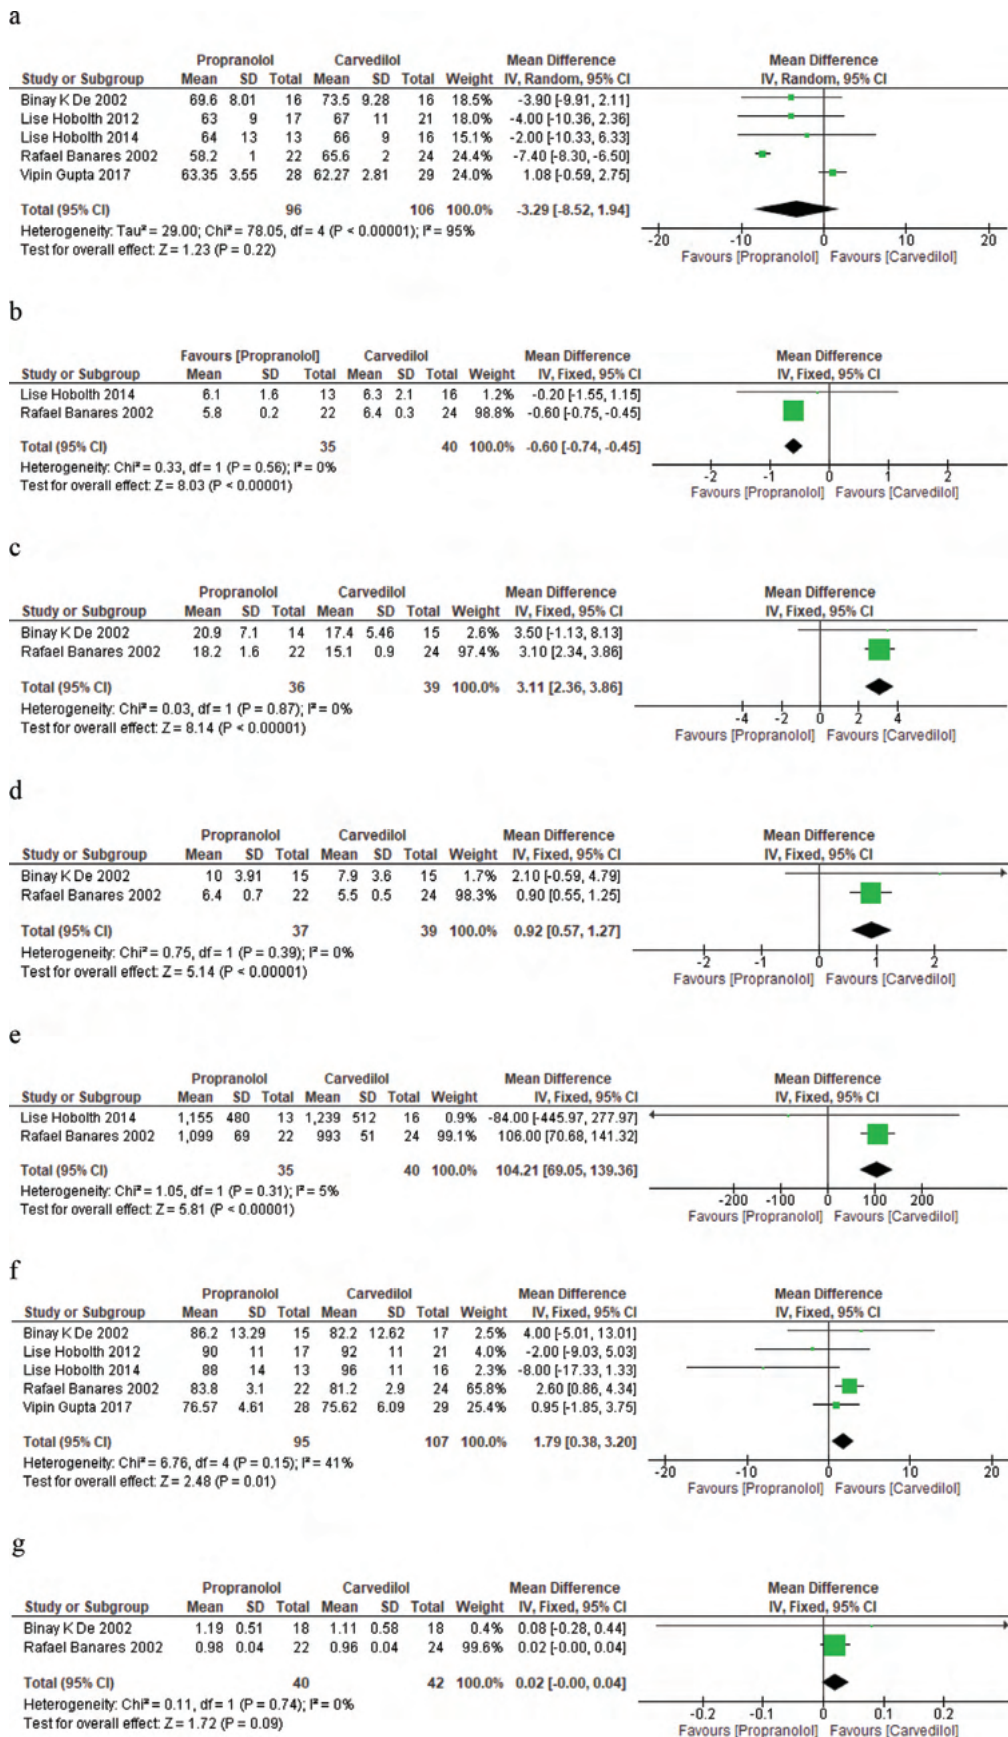 a
Propranolol Carvedilol Mean Difference Mean Difference
Study or Subgroup Mean SD Total Mean SD Total Weight IV, Random, 95% CI IV, Random, 95% CI
Binay K De 2002 69.6 8.01 16 73.5 9.28 16 18.5% -3.90 [-9.91, 2.11]
Lise Hobolth 2012 63 9 17 67 11 21 18.0% -4.00 [-10.36, 2.36]
Lise Hobolth 2014 64 13 13 66 9 16 15.1% -2.00 [-10.33, 6.33]
Rafael Banares 2002 58.2 1 22 65.6 2 24 24.4% -7.40 [-8.30, -6.50]
Vipin Gupta 2017 63.35 3.55 28 62.27 2.81 29 24.0% 1.08 [-0.59, 2.75]
Total (95% CI) 96 106 100.0% -3.29 [-8.52, 1.94]
Heterogeneity: Tau² = 29.00; Chi² = 78.05, df = 4 (P < 0.00001); I² = 95%
Test for overall effect: Z = 1.23 (P = 0.22)
-20 -10 0 10 20
Favours [Propranolol] Favours [Carvedilol]
b
Favours [Propranolol] Carvedilol Mean Difference Mean Difference
Study or Subgroup Mean SD Total Mean SD Total Weight IV, Fixed, 95% CI IV, Fixed, 95% CI
Lise Hobolth 2014 6.1 1.6 13 6.3 2.1 16 1.2% -0.20 [-1.55, 1.15]
Rafael Banares 2002 5.8 0.2 22 6.4 0.3 24 98.8% -0.60 [-0.75, -0.45]
Total (95% CI) 35 40 100.0% -0.60 [-0.74, -0.45]
Heterogeneity: Chi² = 0.33, df = 1 (P = 0.56); I² = 0%
Test for overall effect: Z = 8.03 (P < 0.00001)
-2 -1 0 1 2
Favours [Propranolol] Favours [Carvedilol]
c
Propranolol Carvedilol Mean Difference Mean Difference
Study or Subgroup Mean SD Total Mean SD Total Weight IV, Fixed, 95% CI IV, Fixed, 95% CI
Binay K De 2002 20.9 7.1 14 17.4 5.46 15 2.6% 3.50 [-1.13, 8.13]
Rafael Banares 2002 18.2 1.6 22 15.1 0.9 24 97.4% 3.10 [2.34, 3.86]
Total (95% CI) 36 39 100.0% 3.11 [2.36, 3.86]
Heterogeneity: Chi² = 0.03, df = 1 (P = 0.87); I² = 0%
Test for overall effect: Z = 8.14 (P < 0.00001)
-4 -2 0 2 4
Favours [Propranolol] Favours [Carvedilol]
d
Propranolol Carvedilol Mean Difference Mean Difference
Study or Subgroup Mean SD Total Mean SD Total Weight IV, Fixed, 95% CI IV, Fixed, 95% CI
Binay K De 2002 10 3.91 15 7.9 3.6 15 1.7% 2.10 [-0.59, 4.79]
Rafael Banares 2002 6.4 0.7 22 5.5 0.5 24 98.3% 0.90 [0.55, 1.25]
Total (95% CI) 37 39 100.0% 0.92 [0.57, 1.27]
Heterogeneity: Chi² = 0.75, df = 1 (P = 0.39); I² = 0%
Test for overall effect: Z = 5.14 (P < 0.00001)
-2 -1 0 1 2
Favours [Propranolol] Favours [Carvedilol]
e
Propranolol Carvedilol Mean Difference Mean Difference
Study or Subgroup Mean SD Total Mean SD Total Weight IV, Fixed, 95% CI IV, Fixed, 95% CI
Lise Hobolth 2014 1,155 480 13 1,239 512 16 0.9% -84.00 [-445.97, 277.97]
Rafael Banares 2002 1,099 69 22 993 51 24 99.1% 106.00 [70.68, 141.32]
Total (95% CI) 35 40 100.0% 104.21 [69.05, 139.36]
Heterogeneity: Chi² = 1.05, df = 1 (P = 0.31); I² = 5%
Test for overall effect: Z = 5.81 (P < 0.00001)
-200 -100 0 100 200
Favours [Propranolol] Favours [Carvedilol]
f
Propranolol Carvedilol Mean Difference Mean Difference
Study or Subgroup Mean SD Total Mean SD Total Weight IV, Fixed, 95% CI IV, Fixed, 95% CI
Binay K De 2002 86.2 13.29 15 82.2 12.62 17 2.5% 4.00 [-5.01, 13.01]
Lise Hobolth 2012 90 11 17 92 11 21 4.0% -2.00 [-9.03, 5.03]
Lise Hobolth 2014 88 14 13 96 11 16 2.3% -8.00 [-17.33, 1.33]
Rafael Banares 2002 83.8 3.1 22 81.2 2.9 24 65.8% 2.60 [0.86, 4.34]
Vipin Gupta 2017 76.57 4.61 28 75.62 6.09 29 25.4% 0.95 [-1.85, 3.75]
Total (95% CI) 95 107 100.0% 1.79 [0.38, 3.20]
Heterogeneity: Chi² = 6.76, df = 4 (P = 0.15); I² = 41%
Test for overall effect: Z = 2.48 (P = 0.01)
-20 -10 0 10 20
Favours [Propranolol] Favours [Carvedilol]
g
Propranolol Carvedilol Mean Difference Mean Difference
Study or Subgroup Mean SD Total Mean SD Total Weight IV, Fixed, 95% CI IV, Fixed, 95% CI
Binay K De 2002 1.19 0.51 18 1.11 0.58 18 0.4% 0.08 [-0.28, 0.44]
Rafael Banares 2002 0.98 0.04 22 0.96 0.04 24 99.6% 0.02 [-0.00, 0.04]
Total (95% CI) 40 42 100.0% 0.02 [-0.00, 0.04]
Heterogeneity: Chi² = 0.11, df = 1 (P = 0.74); I² = 0%
Test for overall effect: Z = 1.72 (P = 0.09)
-0.2 -0.1 0 0.1 0.2
Favours [Propranolol] Favours [Carvedilol]